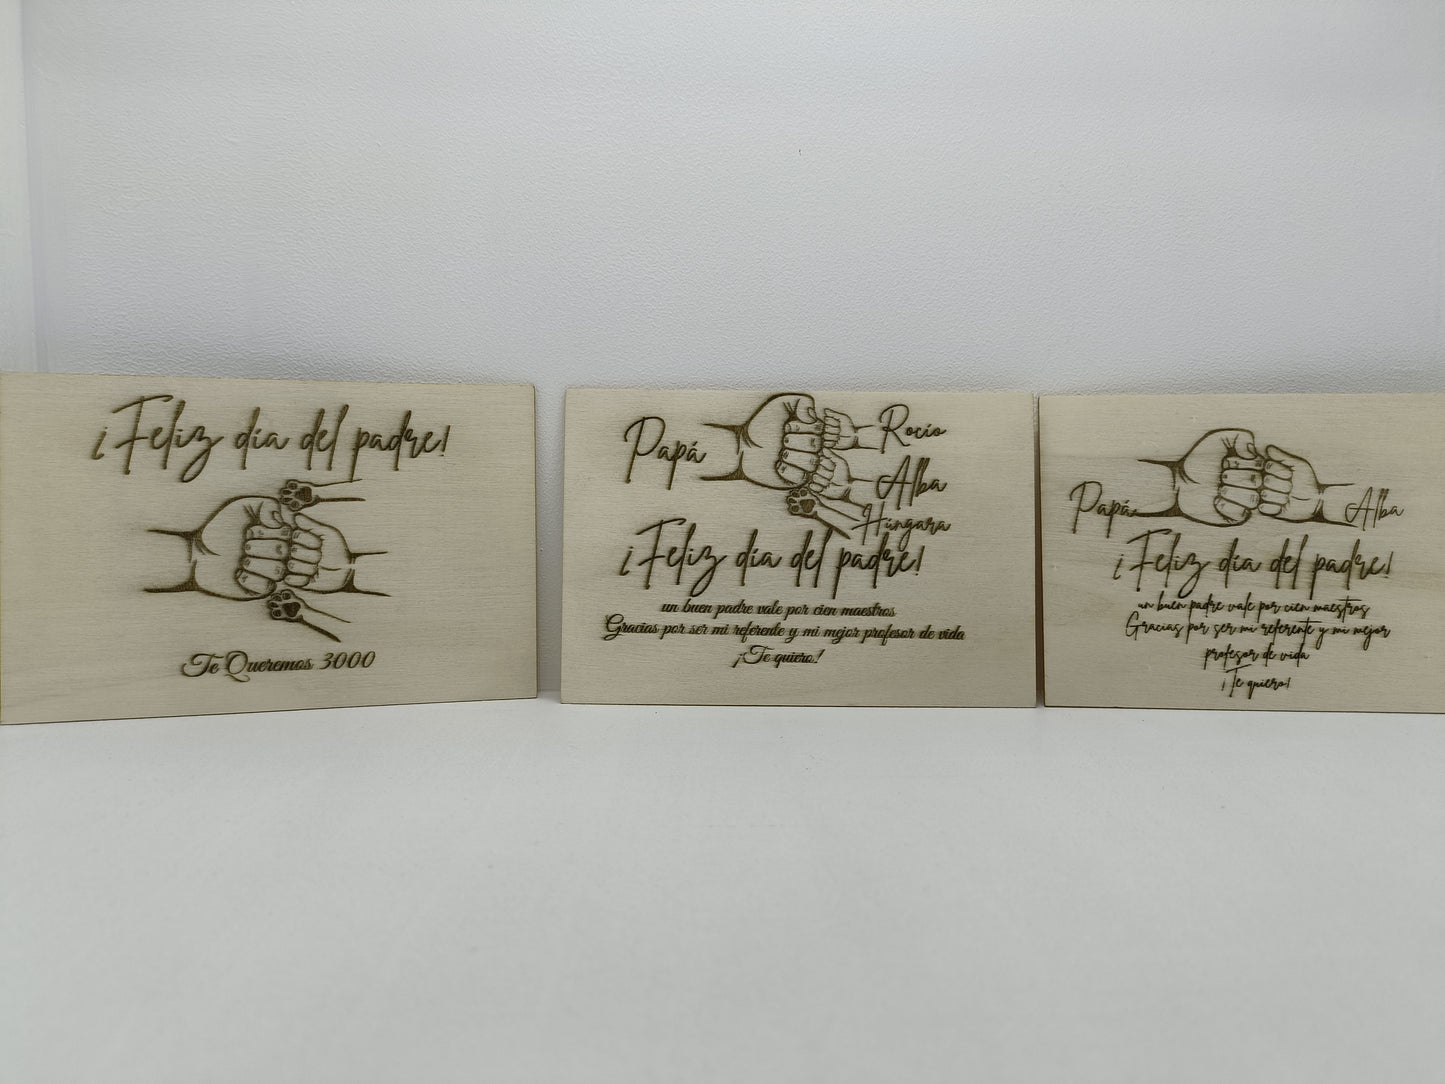 ¡Feliz día del padre!
Te Queremos 3000
Papá
Rocío
Alba
Húngara
¡Feliz día del padre!
un buen padre vale por cien maestros
Gracias por ser mi referente y mi mejor profesor de vida
¡Te quiero!
Papá
Alba
¡Feliz día del padre!
un buen padre vale por cien maestros
Gracias por ser mi referente y mi mejor
profesor de vida
¡Te quiero!